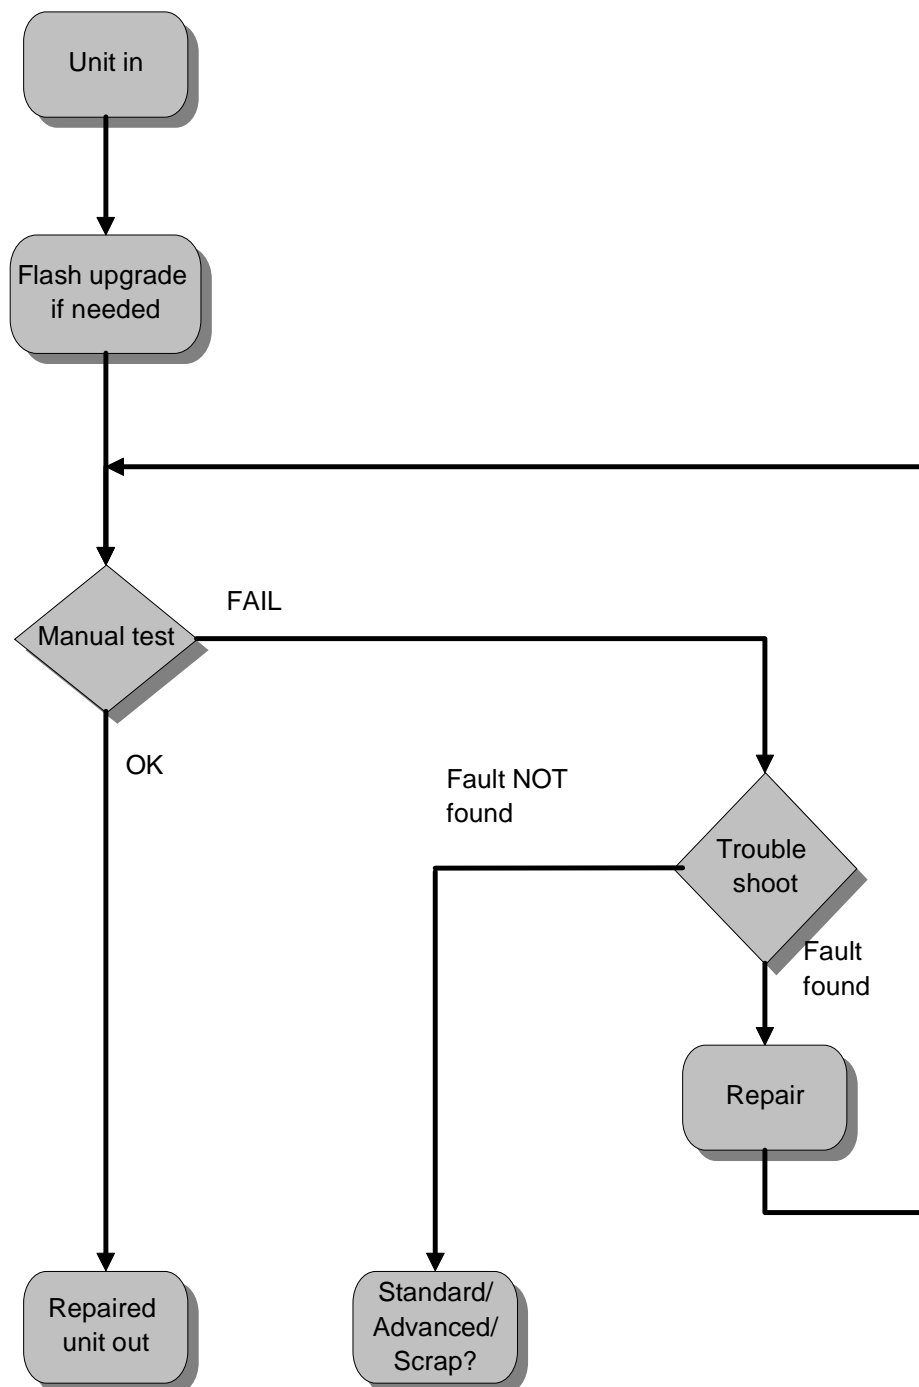 Unit in
Flash upgrade
if needed
FAIL
Manual test
OK
Fault NOT
found
Trouble
shoot
Fault
found
Repair
Repaired
unit out
Standard/
Advanced/
Scrap?